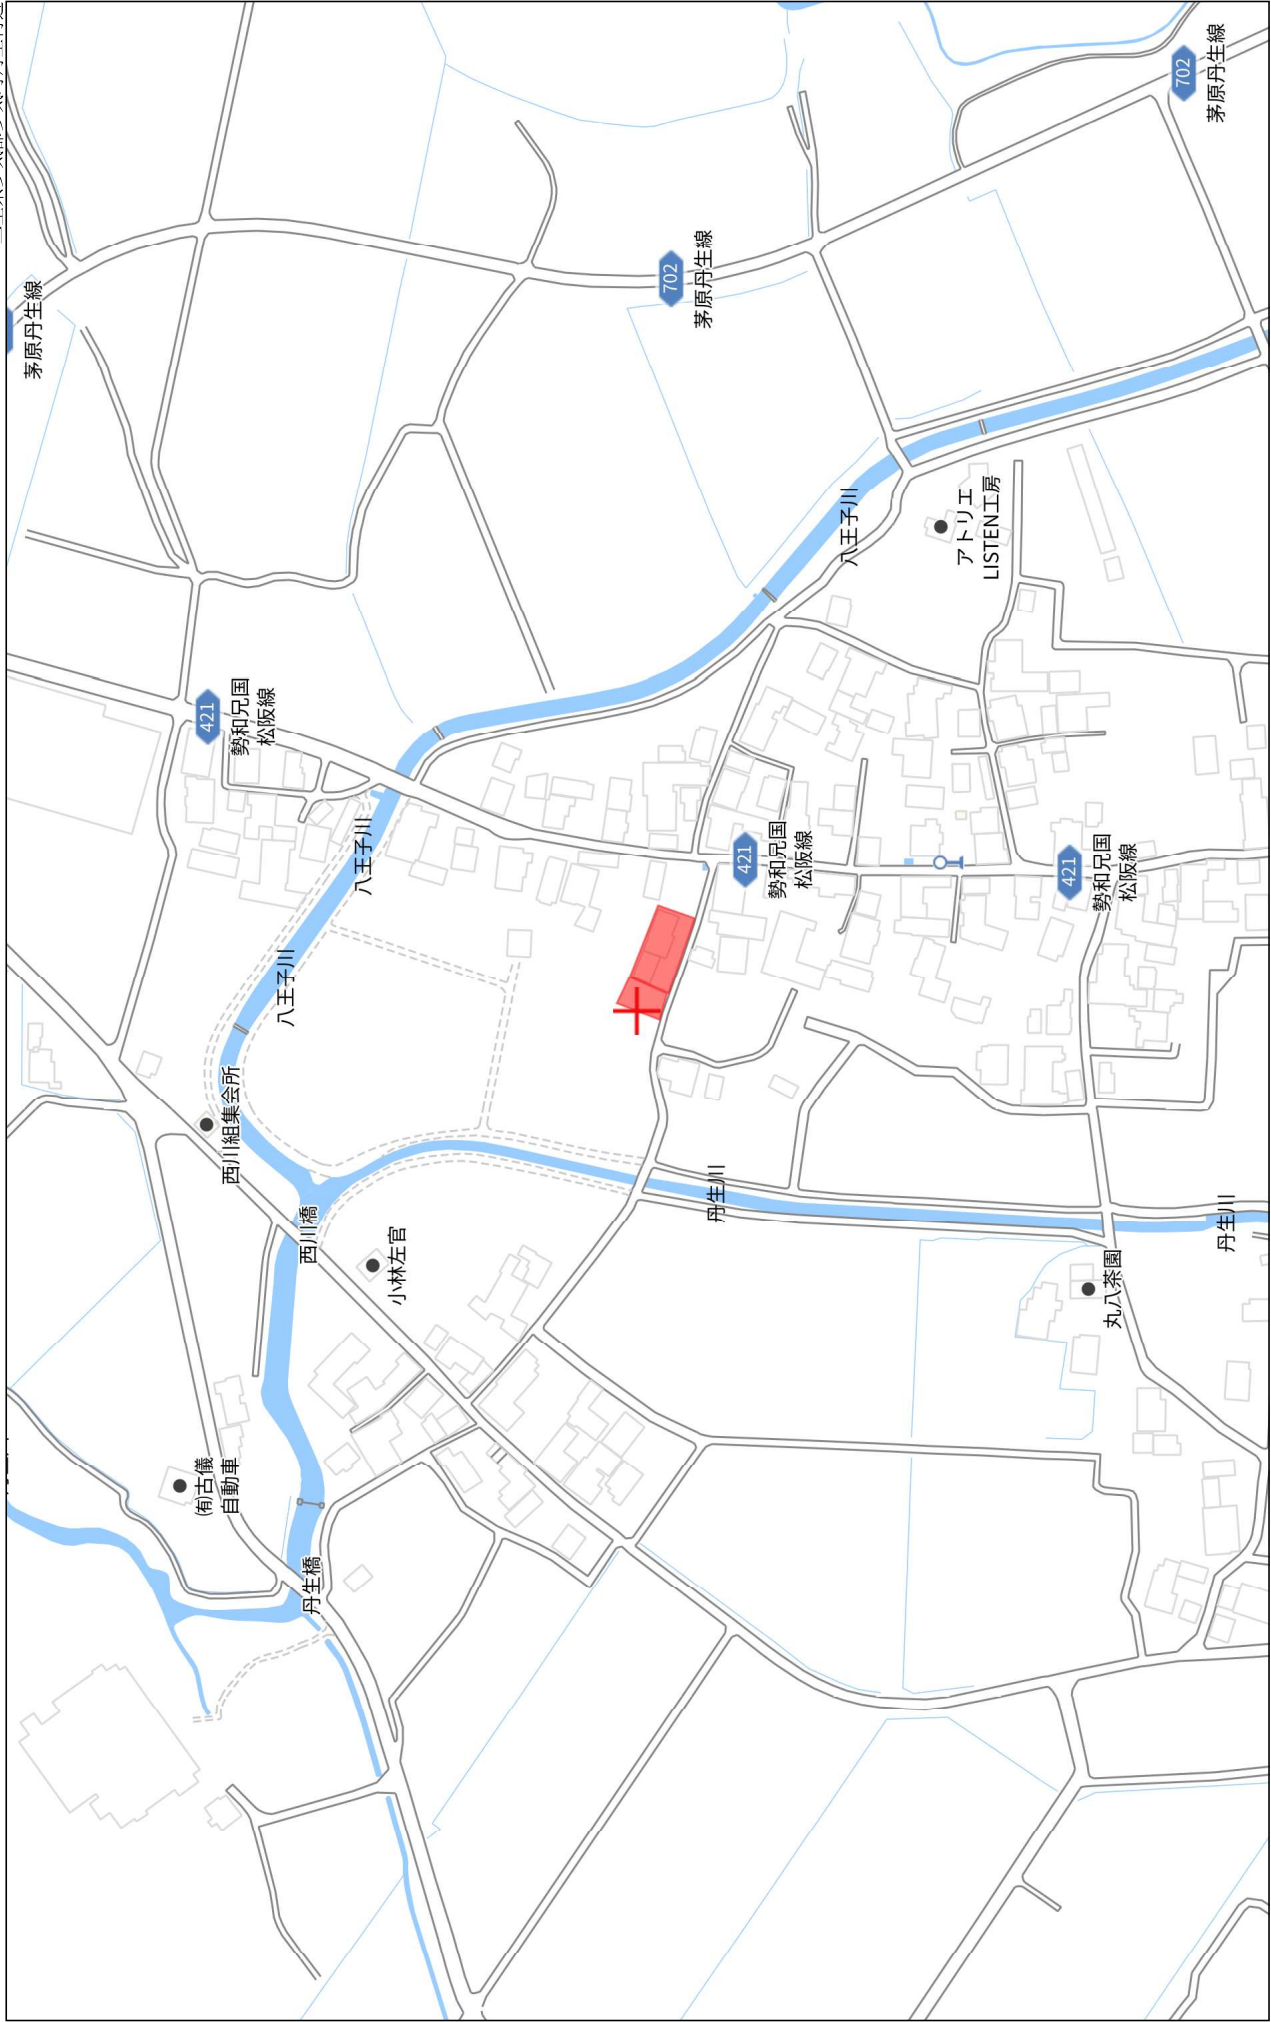 茅原丹生線
702
茅原丹生線
702
茅原丹生線
421
勢和兄国
松阪線
八王子川
アトリエ
LISTEN工房
八王子川
八王子川
421
勢和兄国
松阪線
421
勢和兄国
松阪線
西川組集会所
西川橋
小林左官
丹生川
丹生川
丸八茶園
㈲古儀
自動車
丹生橋